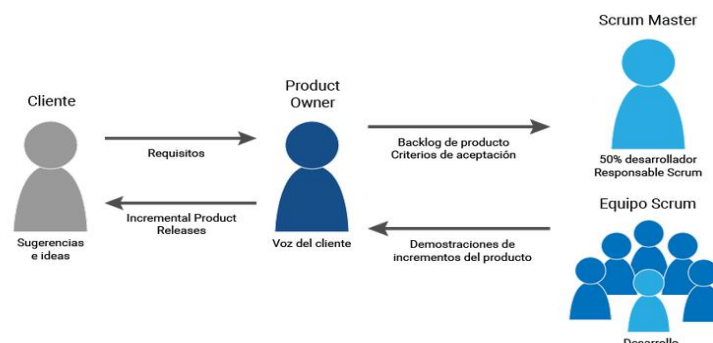 Scrum Master
Product
Owner
Cliente
Requisitos
Backlog de producto
Criterios de aceptación
50% desarrollador
Responsable Scrum
Equipo Scrum
Incremental Product
Releases
Sugerencias
e ideas
Voz del cliente
Demostraciones de
incrementos del producto
Desarrollo